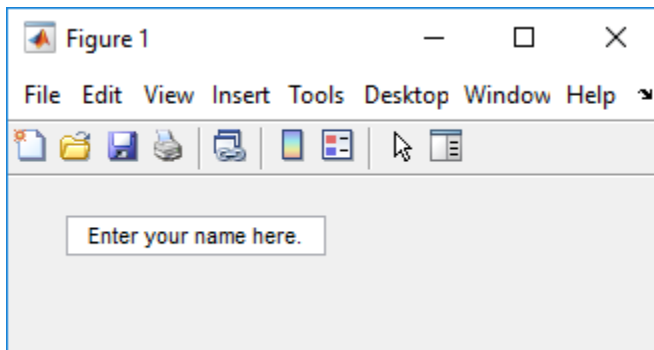 Figure 1
File Edit View Insert Tools Desktop Window Help
Enter your name here.